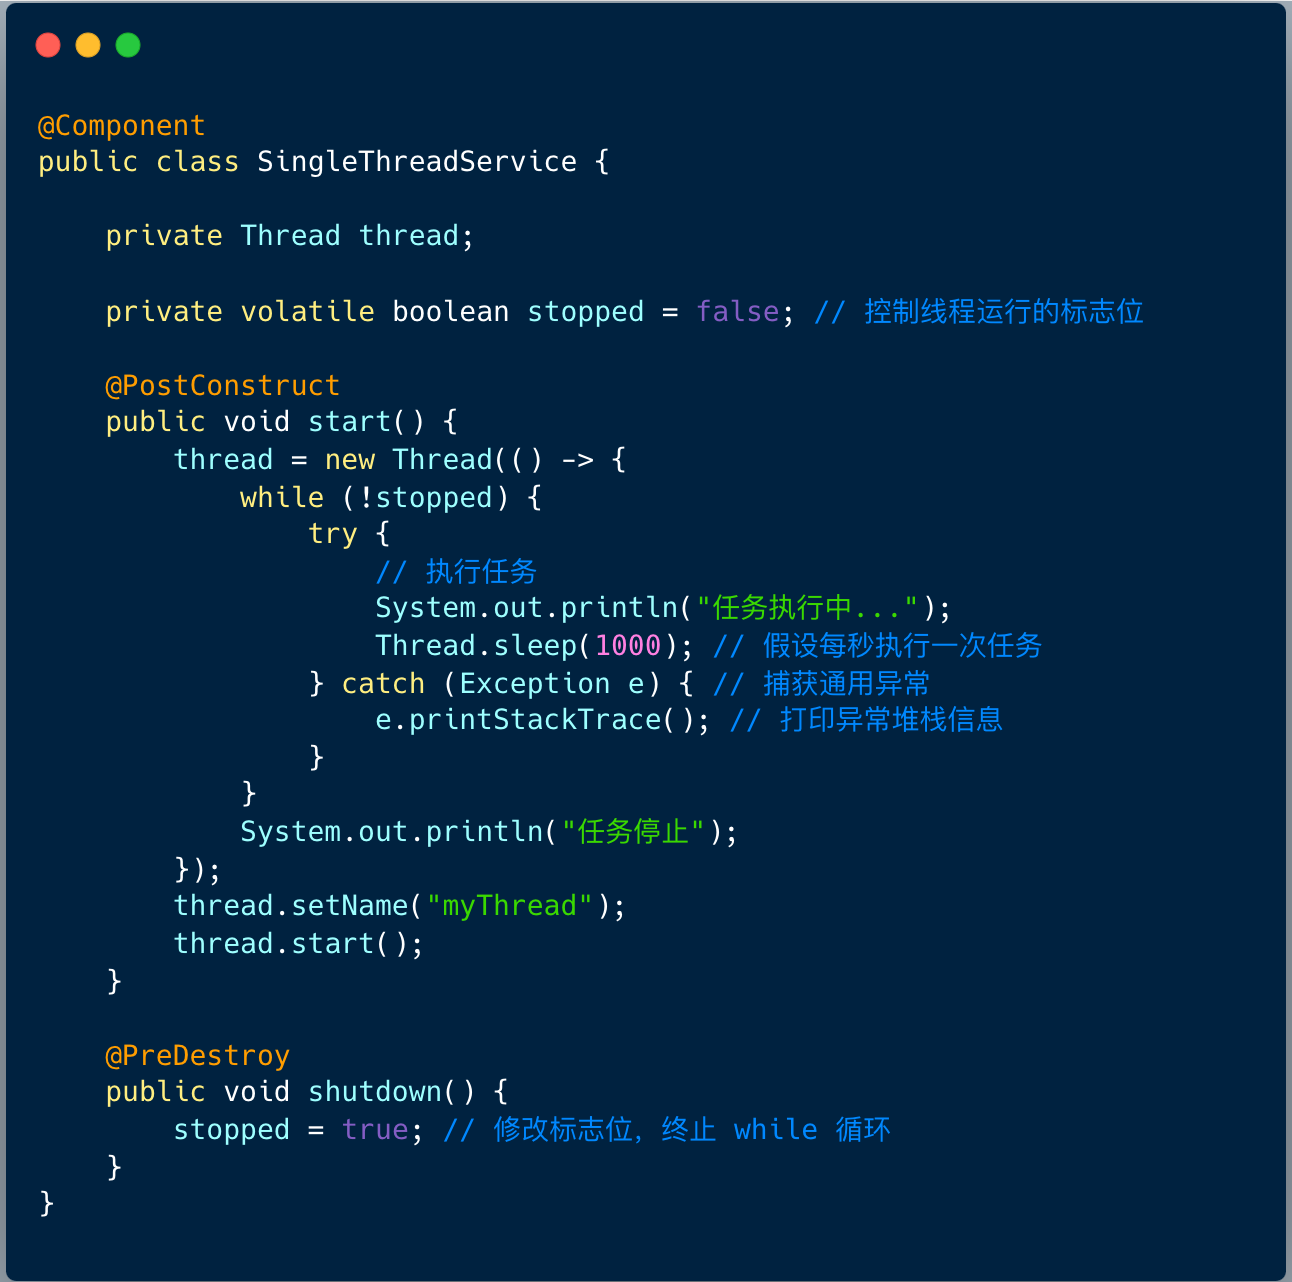 @Component
public class SingleThreadService {
    private Thread thread;
    private volatile boolean stopped = false; // 控制线程运行的标志位
    @PostConstruct
    public void start() {
        thread = new Thread(() -> {
            while (!stopped) {
                try {
                    // 执行任务
                    System.out.println("任务执行中...");
                    Thread.sleep(1000); // 假设每秒执行一次任务
                } catch (Exception e) { // 捕获通用异常
                    e.printStackTrace(); // 打印异常堆栈信息
                }
            }
            System.out.println("任务停止");
        });
        thread.setName("myThread");
        thread.start();
    }
    @PreDestroy
    public void shutdown() {
        stopped = true; // 修改标志位，终止 while 循环
    }
}